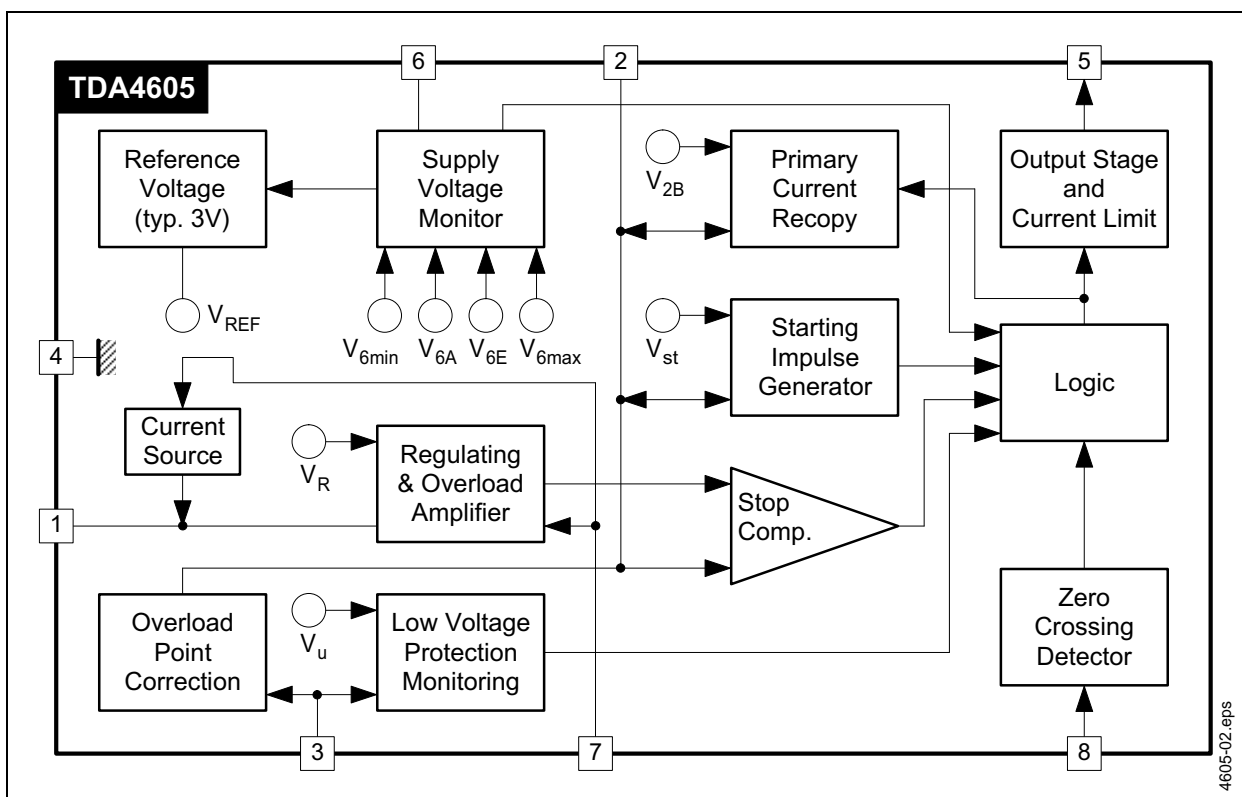 6
2
5
TDA4605
Reference
Voltage
(typ. 3V)
Supply
Voltage
Monitor
V2B
Primary
Current
Recopy
Output Stage
and
Current Limit
VREF
V6min
V6A
V6E
V6max
Vst
Starting
Impulse
Generator
Logic
4
Current
Source
VR
Regulating
& Overload
Amplifier
Stop
Comp.
1
Overload
Point
Correction
Vu
Low Voltage
Protection
Monitoring
Zero
Crossing
Detector
3
7
8
4605-02.eps